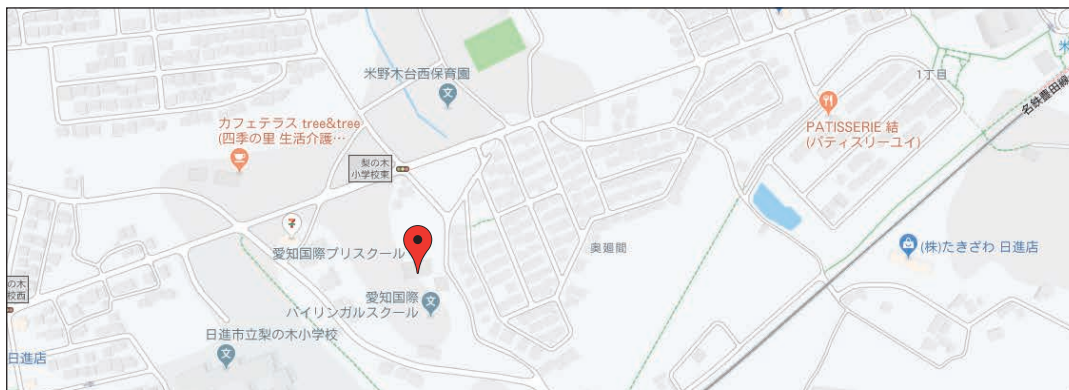 米野木台西保育園
カフェテラス tree&tree
(四季の里 生活介護…
梨の木
小学校東
愛知国際プリスクール
愛知国際
バイリンガルスクール
日進市立梨の木小学校
の木
校西
日進店
奥廻間
1丁目
PATISSERIE 結
(パティスリーユイ)
名鉄豊田線
米
(株)たきざわ 日進店